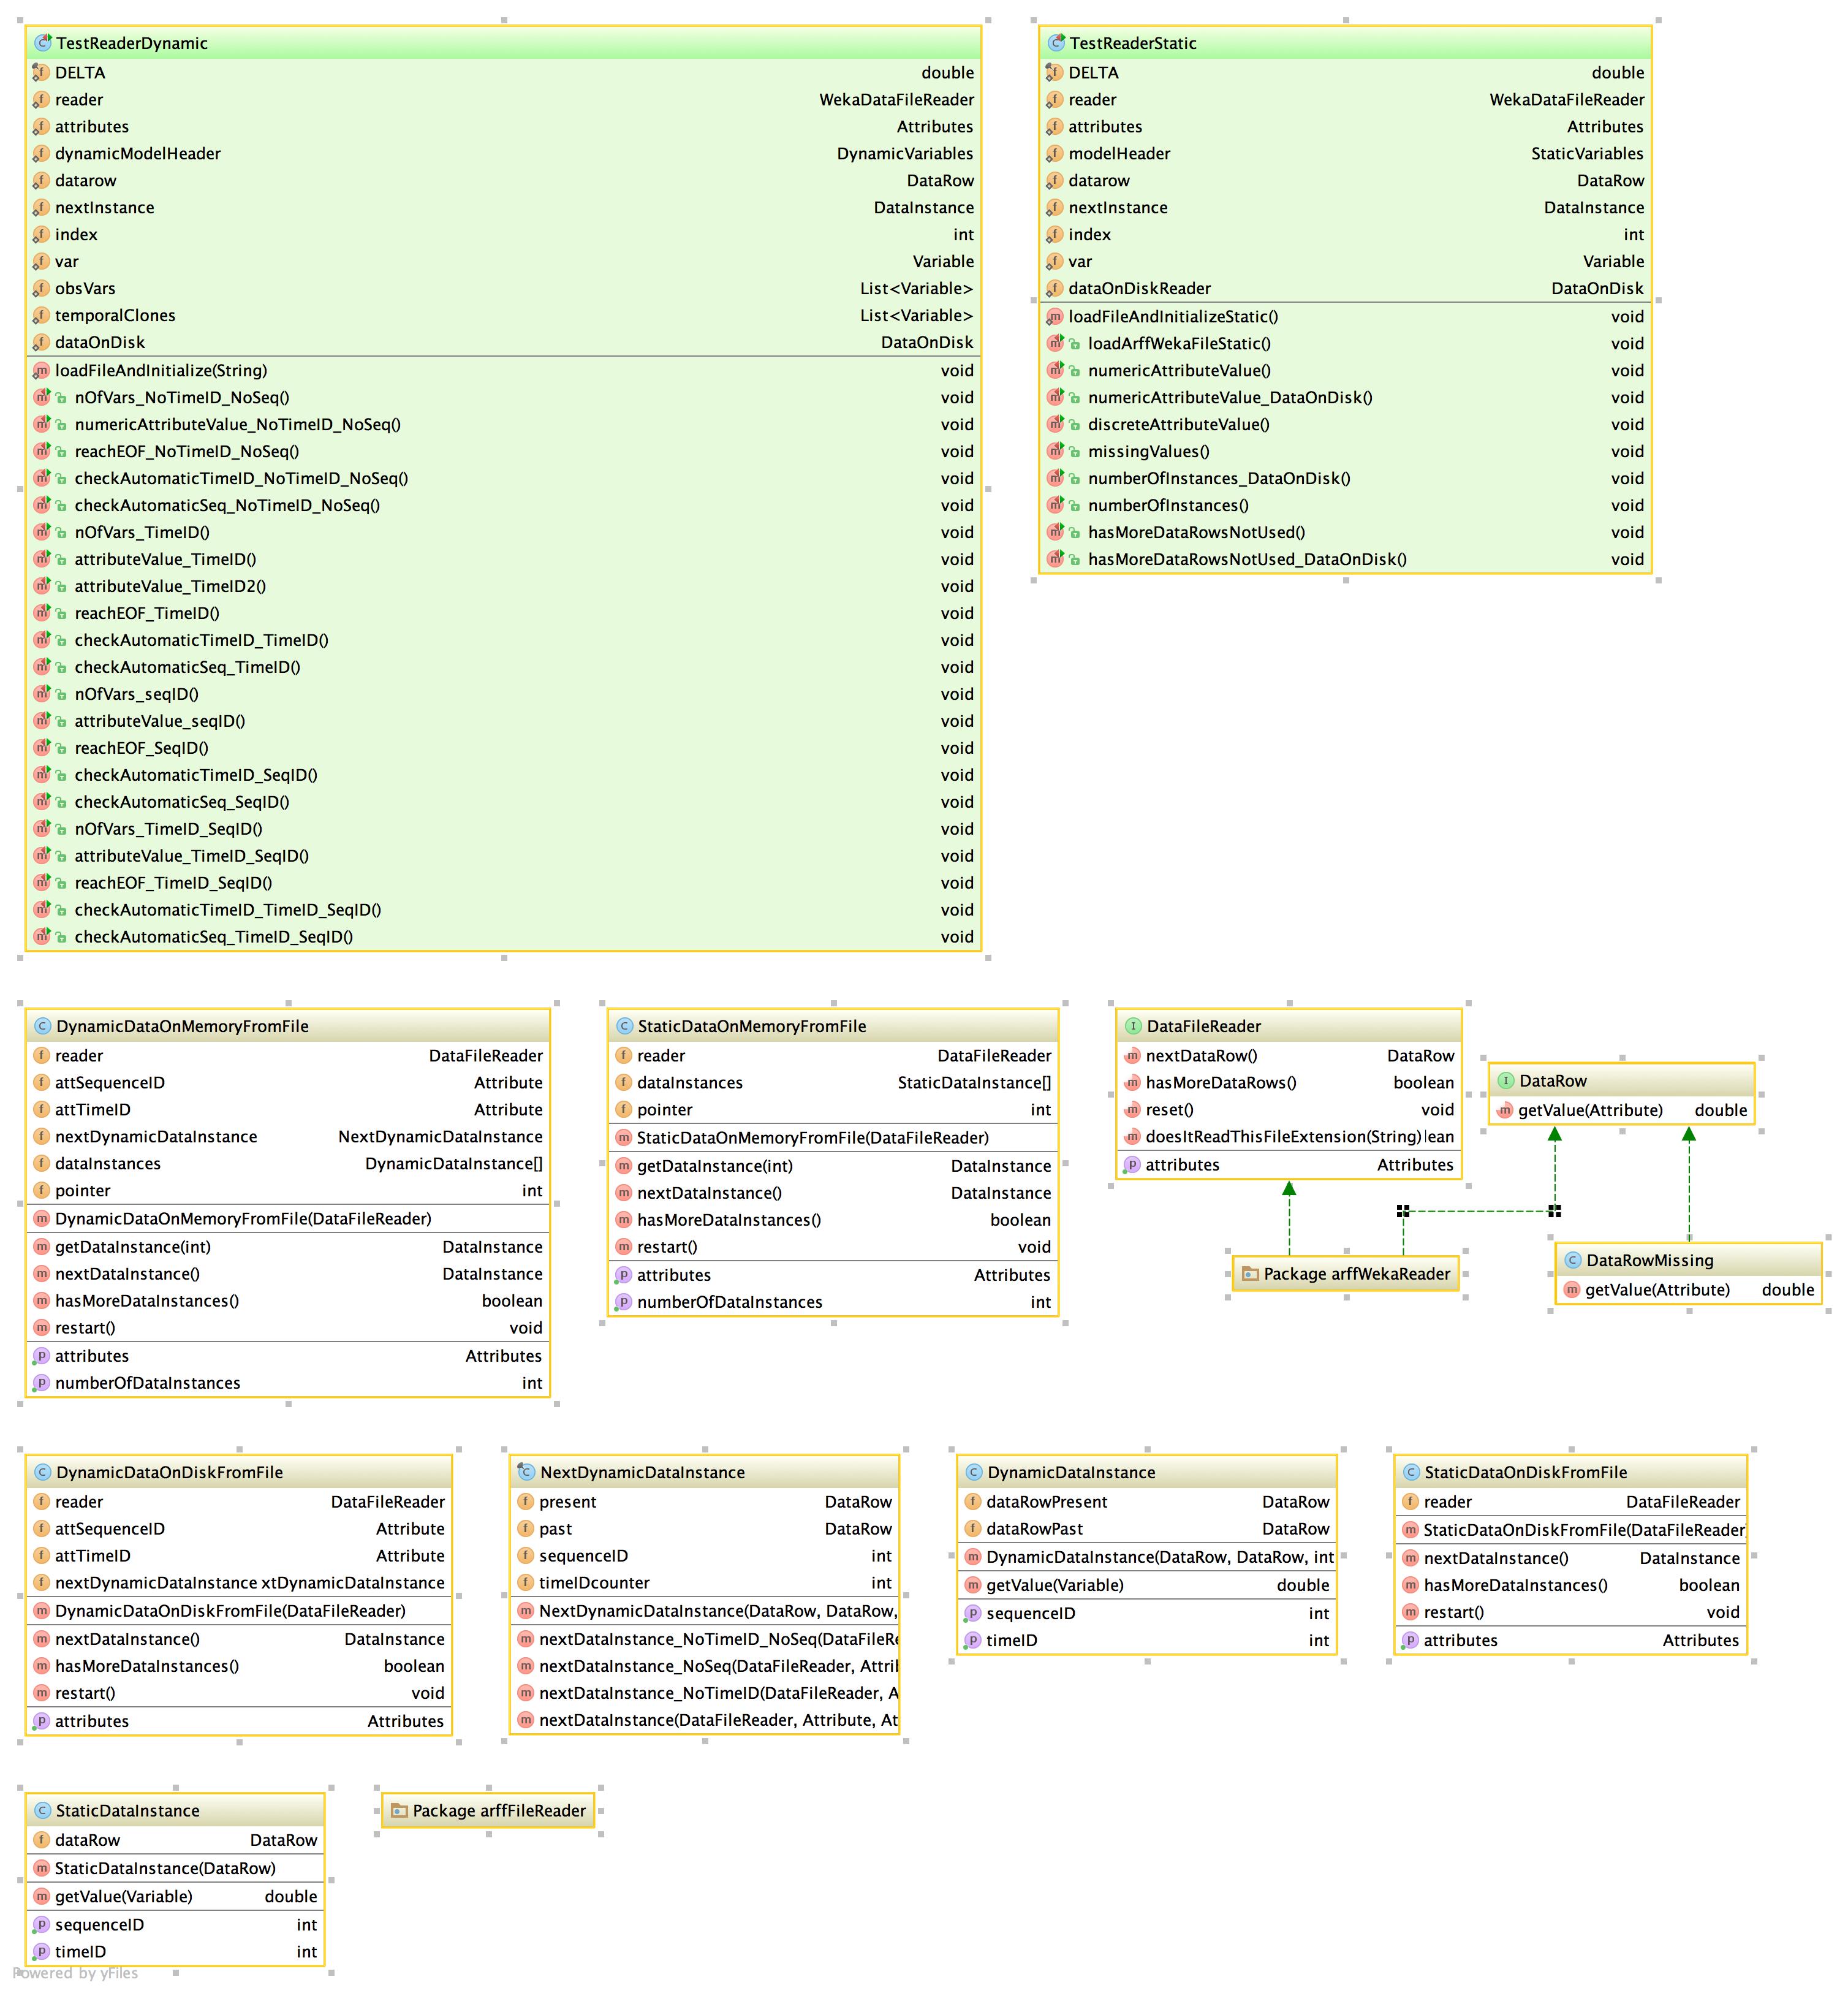 TestReaderDynamic
DELTA double
reader WekaDataFileReader
attributes Attributes
dynamicModelHeader DynamicVariables
datarow DataRow
nextInstance DataInstance
index int
var Variable
obsVars List<Variable>
temporalClones List<Variable>
dataOnDisk DataOnDisk
loadFileAndInitialize(String) void
nOfVars_NoTimeID_NoSeq() void
numericAttributeValue_NoTimeID_NoSeq() void
reachEOF_NoTimeID_NoSeq() void
checkAutomaticTimeID_NoTimeID_NoSeq() void
checkAutomaticSeq_NoTimeID_NoSeq() void
nOfVars_TimeID() void
attributeValue_TimeID() void
attributeValue_TimeID2() void
reachEOF_TimeID() void
checkAutomaticTimeID_TimeID() void
checkAutomaticSeq_TimeID() void
nOfVars_seqID() void
attributeValue_seqID() void
reachEOF_SeqID() void
checkAutomaticTimeID_SeqID() void
checkAutomaticSeq_SeqID() void
nOfVars_TimeID_SeqID() void
attributeValue_TimeID_SeqID() void
reachEOF_TimeID_SeqID() void
checkAutomaticTimeID_TimeID_SeqID() void
checkAutomaticSeq_TimeID_SeqID() void
TestReaderStatic
DELTA double
reader WekaDataFileReader
attributes Attributes
modelHeader StaticVariables
datarow DataRow
nextInstance DataInstance
index int
var Variable
dataOnDiskReader DataOnDisk
loadFileAndInitializeStatic() void
loadArffWekaFileStatic() void
numericAttributeValue() void
numericAttributeValue_DataOnDisk() void
discreteAttributeValue() void
missingValues() void
numberOfInstances_DataOnDisk() void
numberOfInstances() void
hasMoreDataRowsNotUsed() void
hasMoreDataRowsNotUsed_DataOnDisk() void
DynamicDataOnMemoryFromFile
reader DataFileReader
attSequenceID Attribute
attTimeID Attribute
nextDynamicDataInstance NextDynamicDataInstance
dataInstances DynamicDataInstance[]
pointer int
DynamicDataOnMemoryFromFile(DataFileReader)
getDataInstance(int) DataInstance
nextDataInstance() DataInstance
hasMoreDataInstances() boolean
restart() void
attributes Attributes
numberOfDataInstances int
StaticDataOnMemoryFromFile
reader DataFileReader
dataInstances StaticDataInstance[]
pointer int
StaticDataOnMemoryFromFile(DataFileReader)
getDataInstance(int) DataInstance
nextDataInstance() DataInstance
hasMoreDataInstances() boolean
restart() void
attributes Attributes
numberOfDataInstances int
DataFileReader
nextDataRow() DataRow
hasMoreDataRows() boolean
reset() void
doesItReadThisFileExtension(String) lean
attributes Attributes
DataRow
getValue(Attribute) double
Package arffWekaReader
DataRowMissing
getValue(Attribute) double
DynamicDataOnDiskFromFile
reader DataFileReader
attSequenceID Attribute
attTimeID Attribute
nextDynamicDataInstance xtDynamicDataInstance
DynamicDataOnDiskFromFile(DataFileReader)
nextDataInstance() DataInstance
hasMoreDataInstances() boolean
restart() void
attributes Attributes
NextDynamicDataInstance
present DataRow
past DataRow
sequenceID int
timeIDcounter int
NextDynamicDataInstance(DataRow, DataRow,
nextDataInstance_NoTimeID_NoSeq(DataFileRe
nextDataInstance_NoSeq(DataFileReader, Attrib
nextDataInstance_NoTimeID(DataFileReader, A
nextDataInstance(DataFileReader, Attribute, At
DynamicDataInstance
dataRowPresent DataRow
dataRowPast DataRow
DynamicDataInstance(DataRow, DataRow, int
getValue(Variable) double
sequenceID int
timeID int
StaticDataOnDiskFromFile
reader DataFileReader
StaticDataOnDiskFromFile(DataFileReader)
nextDataInstance() DataInstance
hasMoreDataInstances() boolean
restart() void
attributes Attributes
StaticDataInstance
dataRow DataRow
StaticDataInstance(DataRow)
getValue(Variable) double
sequenceID int
timeID int
Package arffFileReader
Powered by yFiles